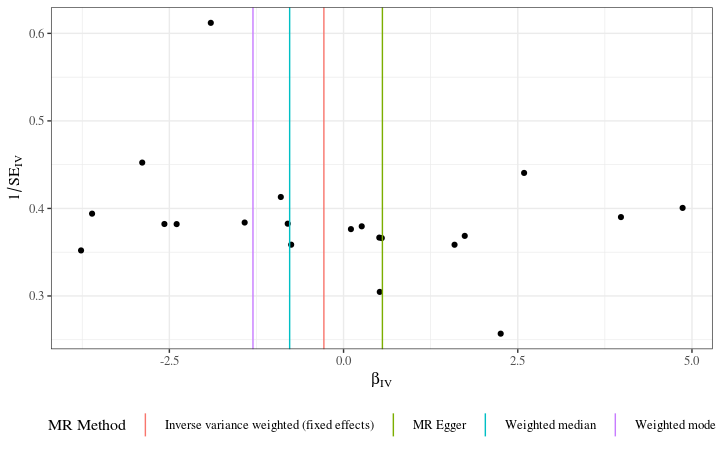 0.6
0.5
0.4
0.3
1/SE_IV
-2.5 0.0 2.5 5.0
β_IV
MR Method Inverse variance weighted (fixed effects) MR Egger Weighted median Weighted mode